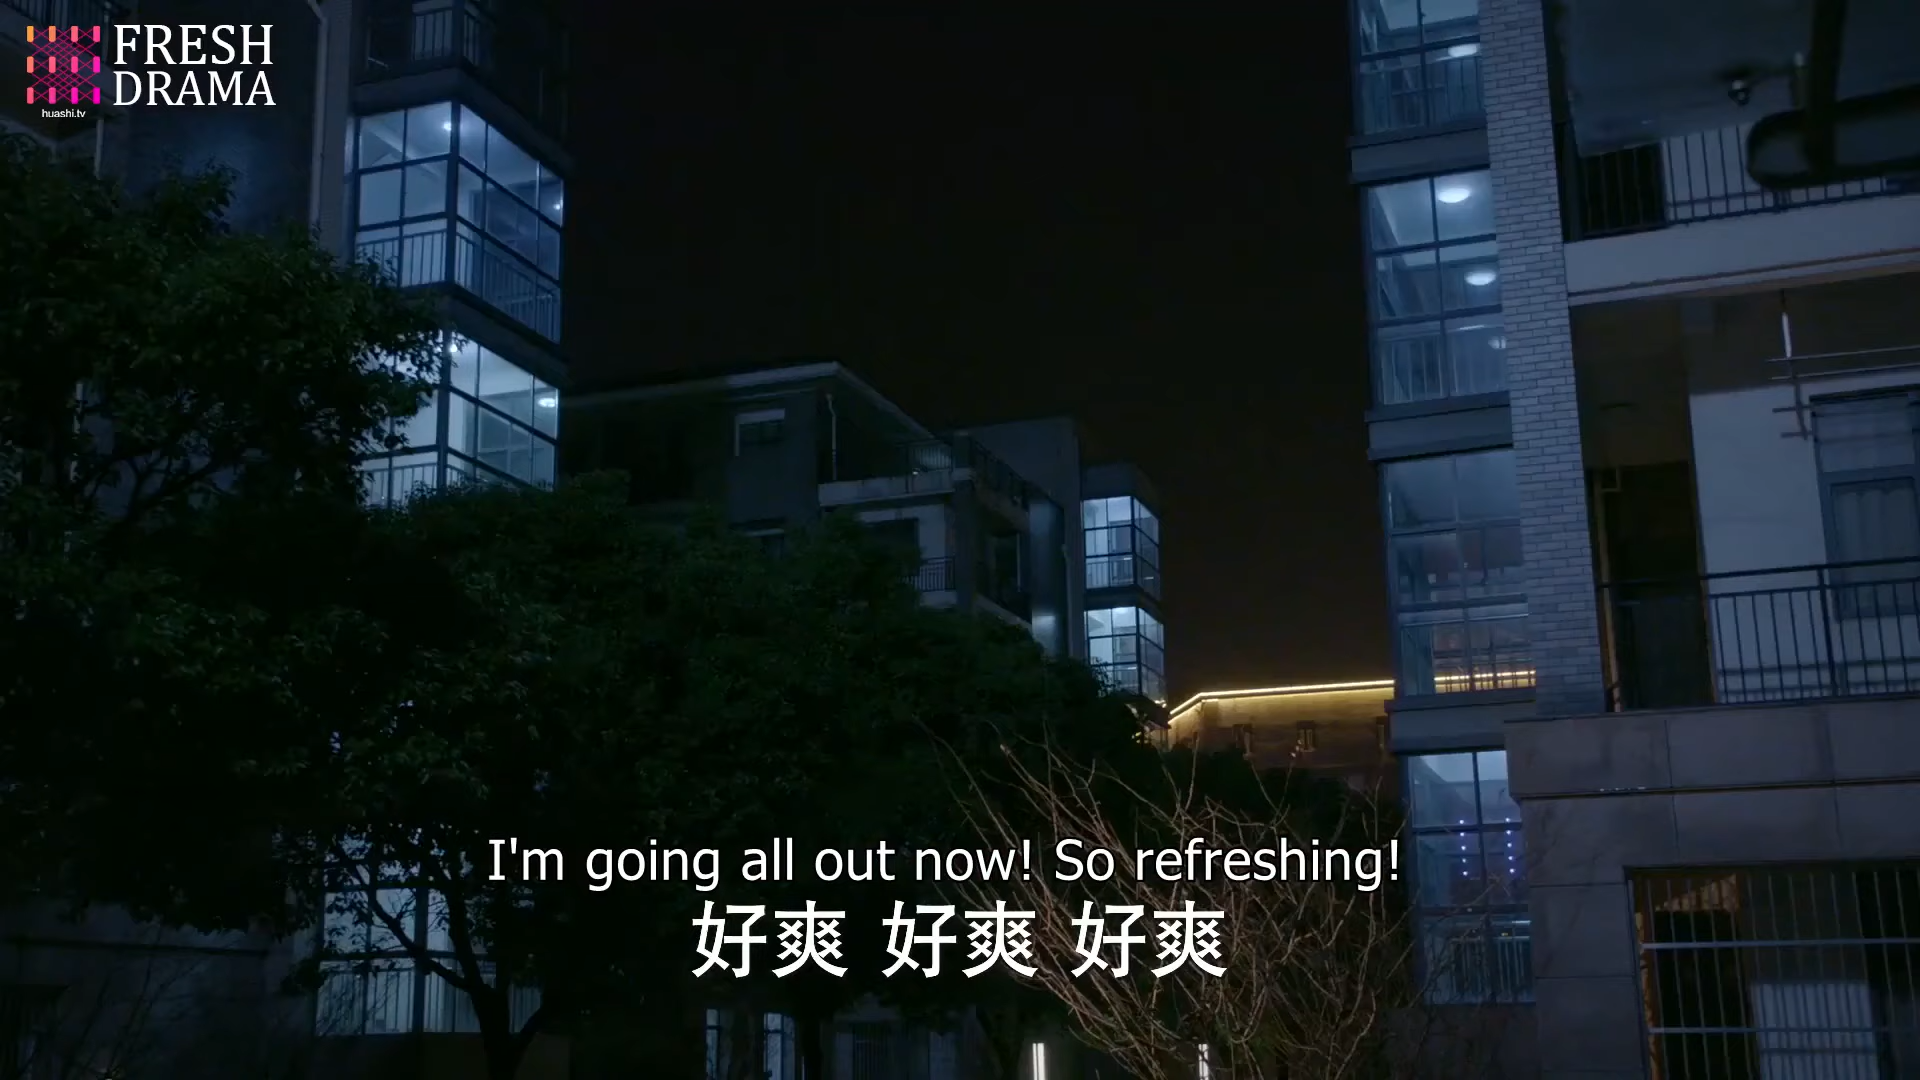 FRESH
DRAMA
huashi.tv
I'm going all out now! So refreshing!
好爽 好爽 好爽